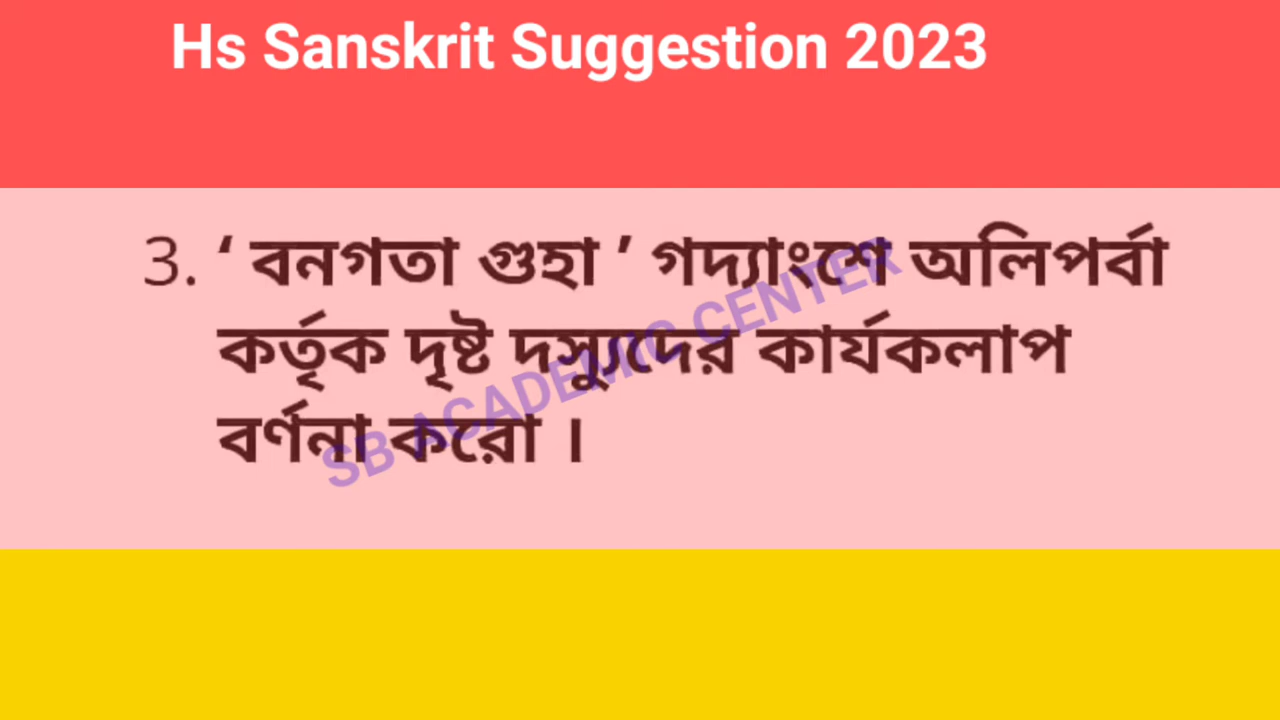 Hs Sanskrit Suggestion 2023
3. ‘ বনগতা গুহা ’ গদ্যাংশে অলিপর্বা
কর্তৃক দৃষ্ট দস্যুদের কার্যকলাপ
বর্ণনা করো ।
SB ACADEMIC CENTER